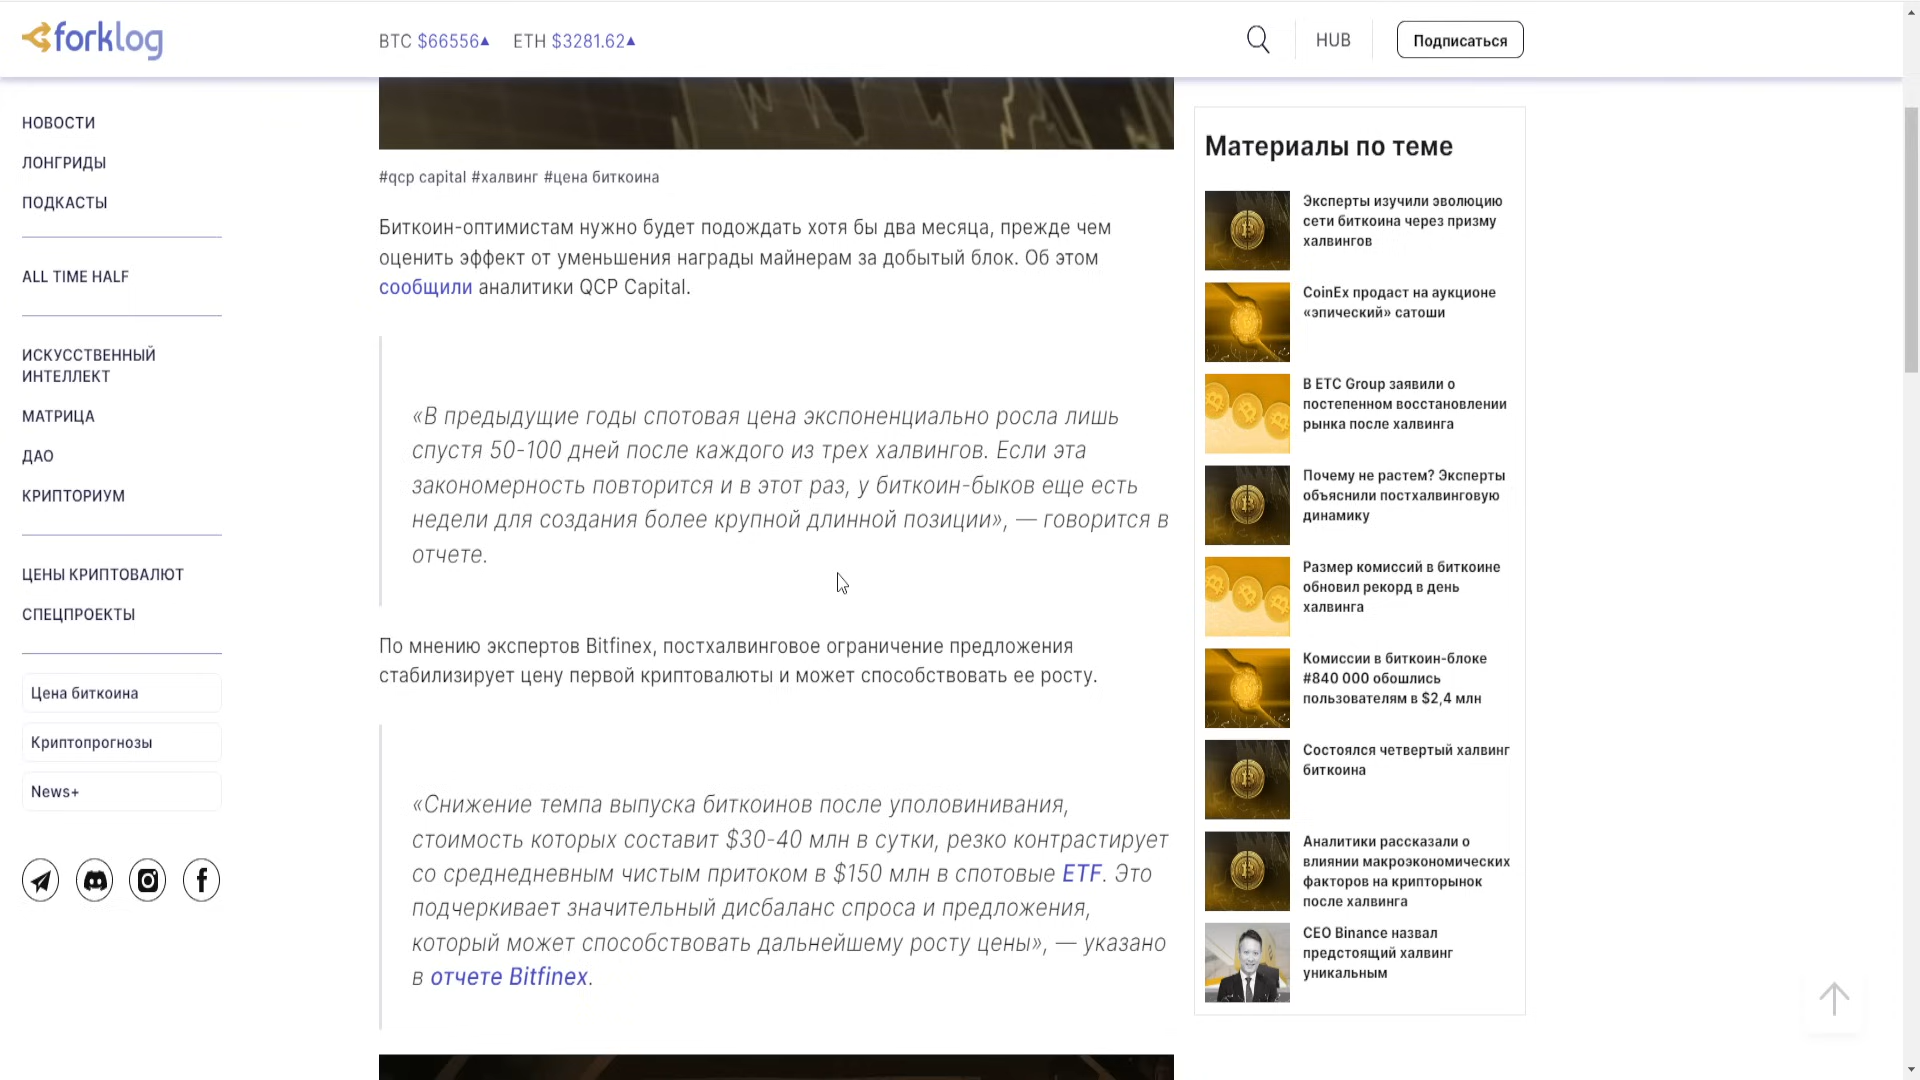 forklog
BTC $66556▲ ETH $3281.62▲
HUB
Подписаться
НОВОСТИ
ЛОНГРИДЫ
ПОДКАСТЫ
ALL TIME HALF
ИСКУССТВЕННЫЙ
ИНТЕЛЛЕКТ
МАТРИЦА
ДАО
КРИПТОРИУМ
ЦЕНЫ КРИПТОВАЛЮТ
СПЕЦПРОЕКТЫ
Цена биткоина
Криптопрогнозы
News+
#qcp capital #халвинг #цена биткоина
Биткоин-оптимистам нужно будет подождать хотя бы два месяца, прежде чем
оценить эффект от уменьшения награды майнерам за добытый блок. Об этом
сообщили аналитики QCP Capital.
«В предыдущие годы спотовая цена экспоненциально росла лишь
спустя 50-100 дней после каждого из трех халвингов. Если эта
закономерность повторится и в этот раз, у биткоин-быков еще есть
недели для создания более крупной длинной позиции», — говорится в
отчете.
По мнению экспертов Bitfinex, постхалвинговое ограничение предложения
стабилизирует цену первой криптовалюты и может способствовать ее росту.
«Снижение темпа выпуска биткоинов после уполовинивания,
стоимость которых составит $30-40 млн в сутки, резко контрастирует
со среднедневным чистым притоком в $150 млн в спотовые ETF. Это
подчеркивает значительный дисбаланс спроса и предложения,
который может способствовать дальнейшему росту цены», — указано
в отчете Bitfinex.
Материалы по теме
Эксперты изучили эволюцию
сети биткоина через призму
халвингов
CoinEx продаст на аукционе
«эпический» сатоши
В ETC Group заявили о
постепенном восстановлении
рынка после халвинга
Почему не растем? Эксперты
объяснили постхалвинговую
динамику
Размер комиссий в биткоине
обновил рекорд в день
халвинга
Комиссии в биткоин-блоке
#840 000 обошлись
пользователям в $2,4 млн
Состоялся четвертый халвинг
биткоина
Аналитики рассказали о
влиянии макроэкономических
факторов на крипторынок
после халвинга
CEO Binance назвал
предстоящий халвинг
уникальным